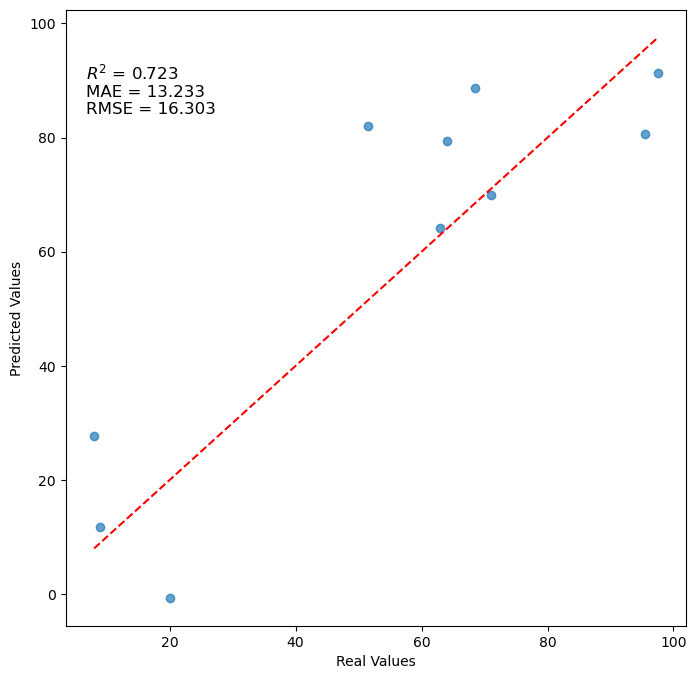 R² = 0.723
MAE = 13.233
RMSE = 16.303
100
80
60
40
20
0
Predicted Values
20 40 60 80 100
Real Values